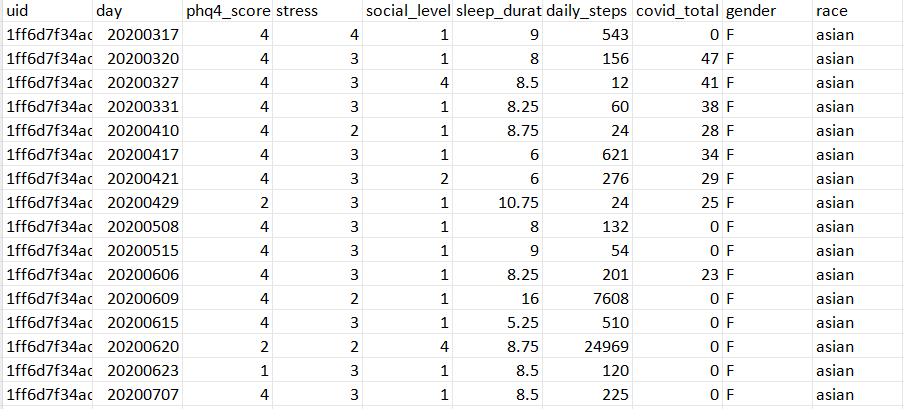 uid day phq4_score stress social_level sleep_durat daily_steps covid_total gender race
1ff6d7f34ac 20200317 4 4 1 9 543 0 F asian
1ff6d7f34ac 20200320 4 3 1 8 156 47 F asian
1ff6d7f34ac 20200327 4 3 4 8.5 12 41 F asian
1ff6d7f34ac 20200331 4 3 1 8.25 60 38 F asian
1ff6d7f34ac 20200410 4 2 1 8.75 24 28 F asian
1ff6d7f34ac 20200417 4 3 1 6 621 34 F asian
1ff6d7f34ac 20200421 4 3 2 6 276 29 F asian
1ff6d7f34ac 20200429 2 3 1 10.75 24 25 F asian
1ff6d7f34ac 20200508 4 3 1 8 132 0 F asian
1ff6d7f34ac 20200515 4 3 1 9 54 0 F asian
1ff6d7f34ac 20200606 4 3 1 8.25 201 23 F asian
1ff6d7f34ac 20200609 4 2 1 16 7608 0 F asian
1ff6d7f34ac 20200615 4 3 1 5.25 510 0 F asian
1ff6d7f34ac 20200620 2 2 4 8.75 24969 0 F asian
1ff6d7f34ac 20200623 1 3 1 8.5 120 0 F asian
1ff6d7f34ac 20200707 4 3 1 8.5 225 0 F asian